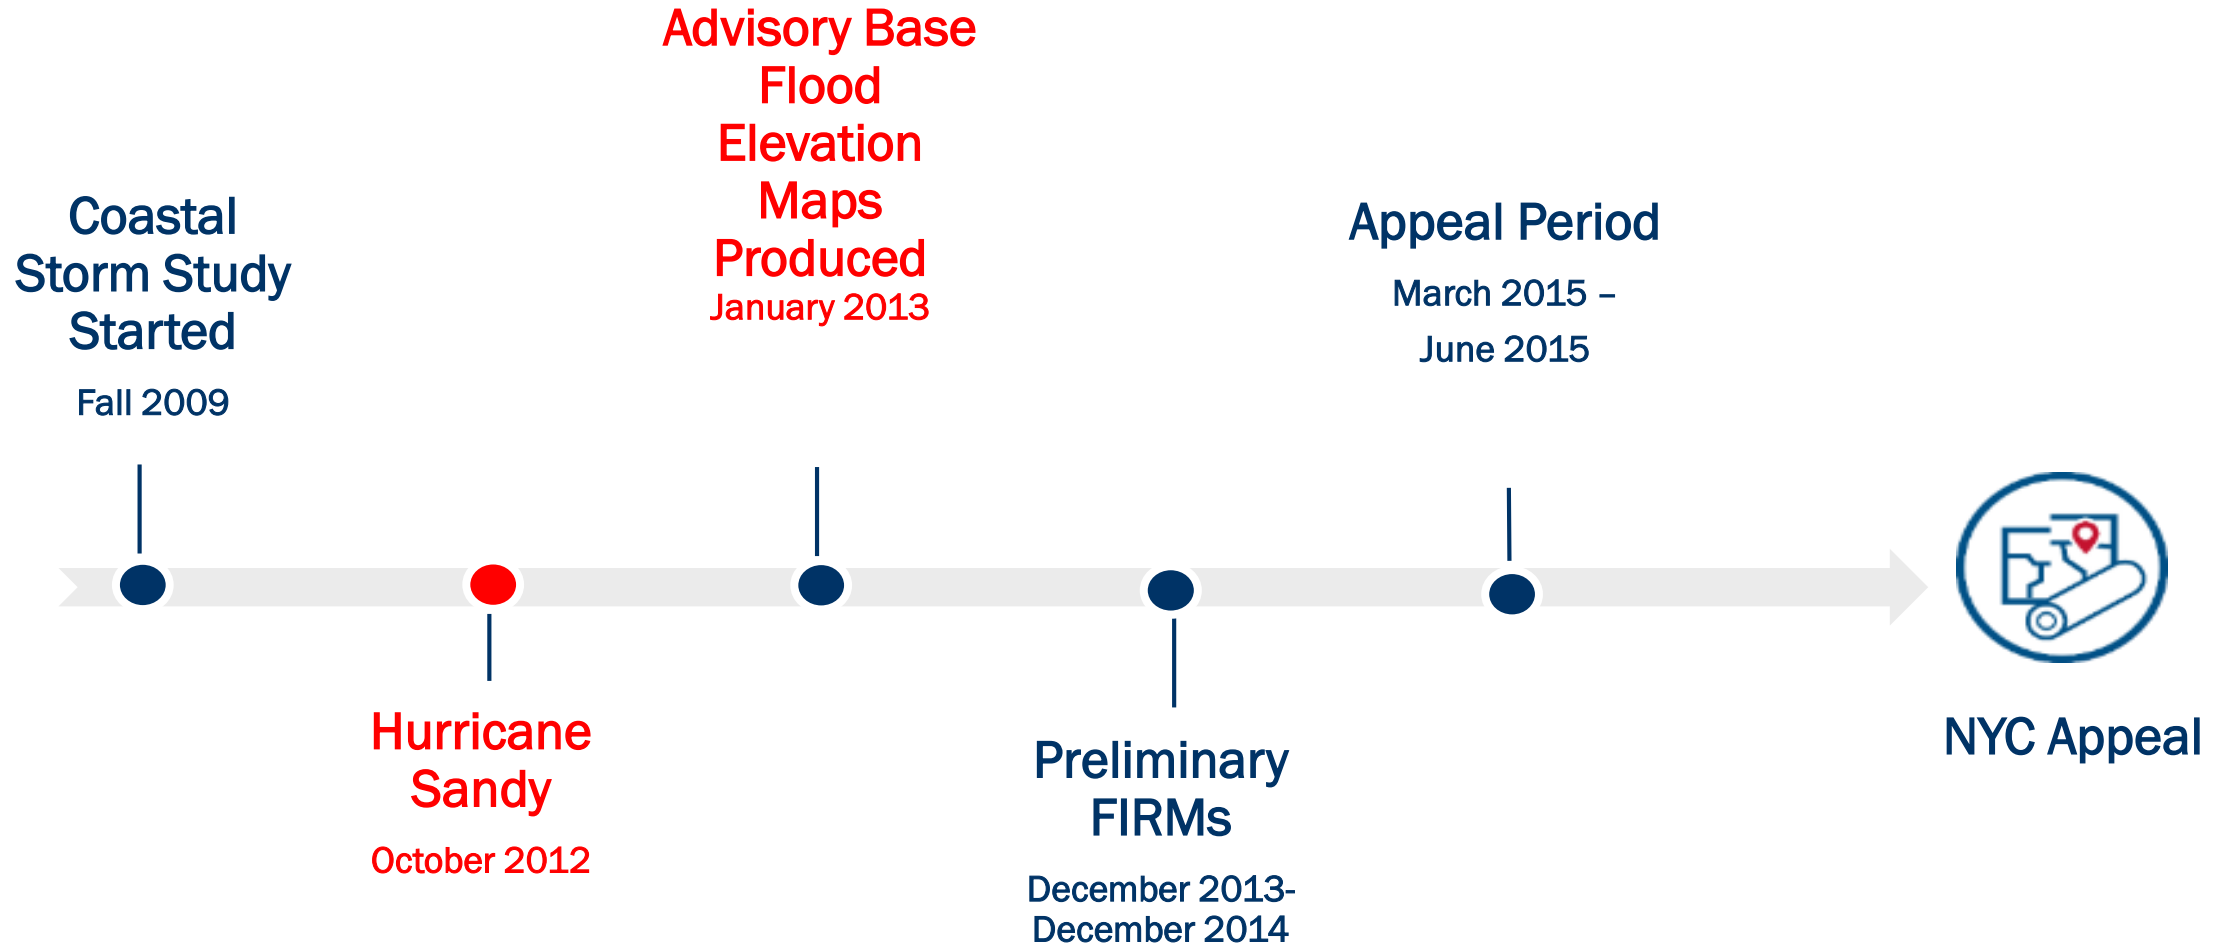 Coastal
Storm Study
Started
Fall 2009
Hurricane
Sandy
October 2012
Advisory Base
Flood
Elevation
Maps
Produced
January 2013
Preliminary
FIRMs
December 2013-
December 2014
Appeal Period
March 2015 –
June 2015
NYC Appeal